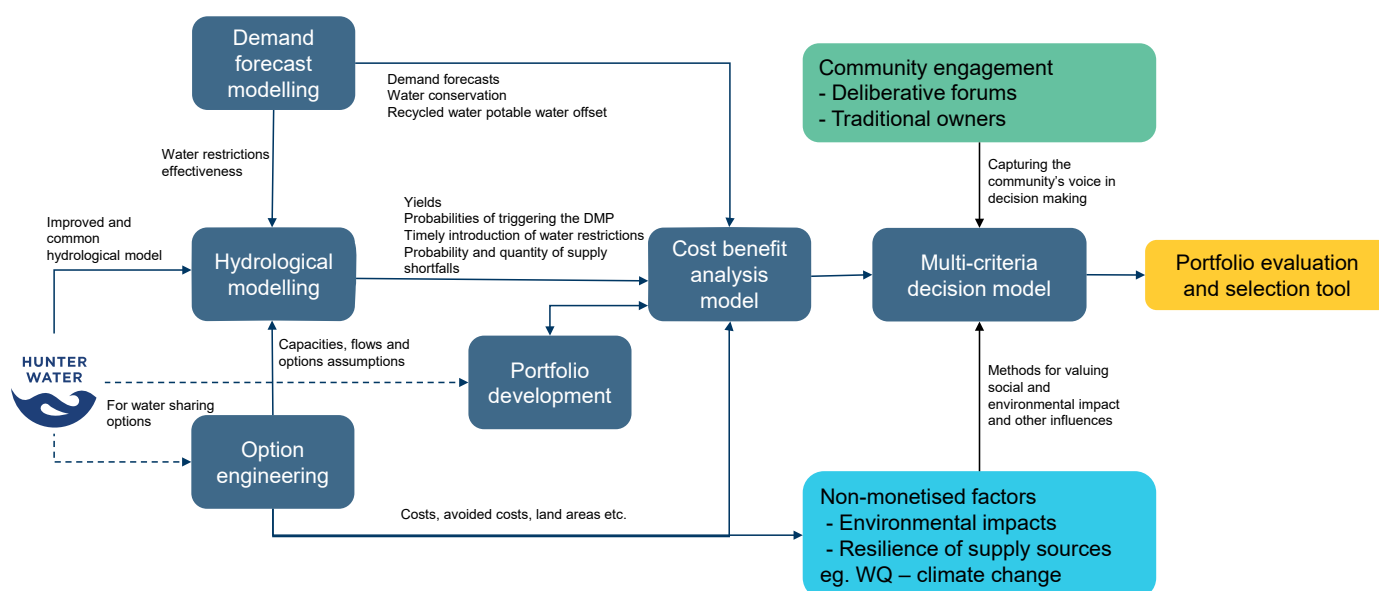 Demand
forecast
modelling
Demand forecasts
Water conservation
Recycled water potable water offset
Community engagement
- Deliberative forums
- Traditional owners
Water restrictions
effectiveness
Capturing the
community's voice in
decision making
Improved and
common
hydrological model
Yields
Probabilities of triggering the DMP
Timely introduction of water restrictions
Probability and quantity of supply
shortfalls
Hydrological
modelling
Cost benefit
analysis
model
Multi-criteria
decision model
Portfolio evaluation
and selection tool
Capacities, flows and
options assumptions
HUNTER
WATER
Portfolio
development
Methods for valuing
social and
environmental impact
and other influences
For water sharing
options
Option
engineering
Costs, avoided costs, land areas etc.
Non-monetised factors
- Environmental impacts
- Resilience of supply sources
eg. WQ – climate change